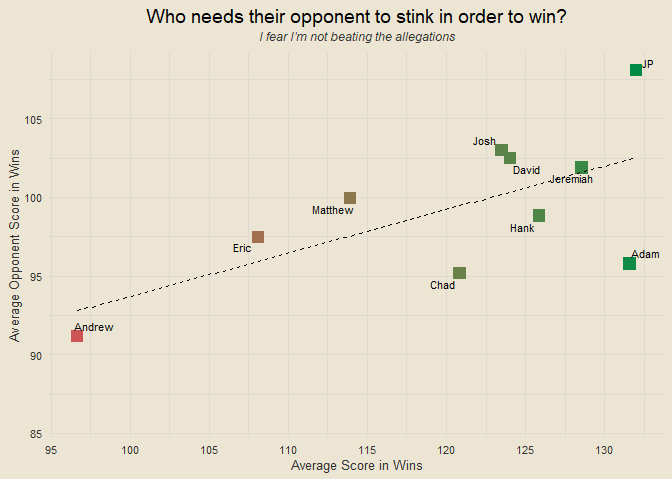 Who needs their opponent to stink in order to win?
I fear I'm not beating the allegations
JP
105
Josh
David
Jeremiah
100
Matthew
Hank
Average Opponent Score in Wins
Eric
Adam
95
Chad
Andrew
90
85
95
100
105
110
115
120
125
130
Average Score in Wins